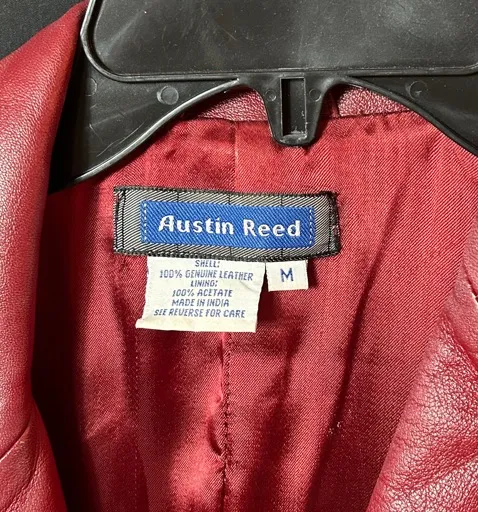 Austin Reed
SHELL:
100% GENUINE LEATHER
LINING:
100% ACETATE
MADE IN INDIA
SEE REVERSE FOR CARE
M